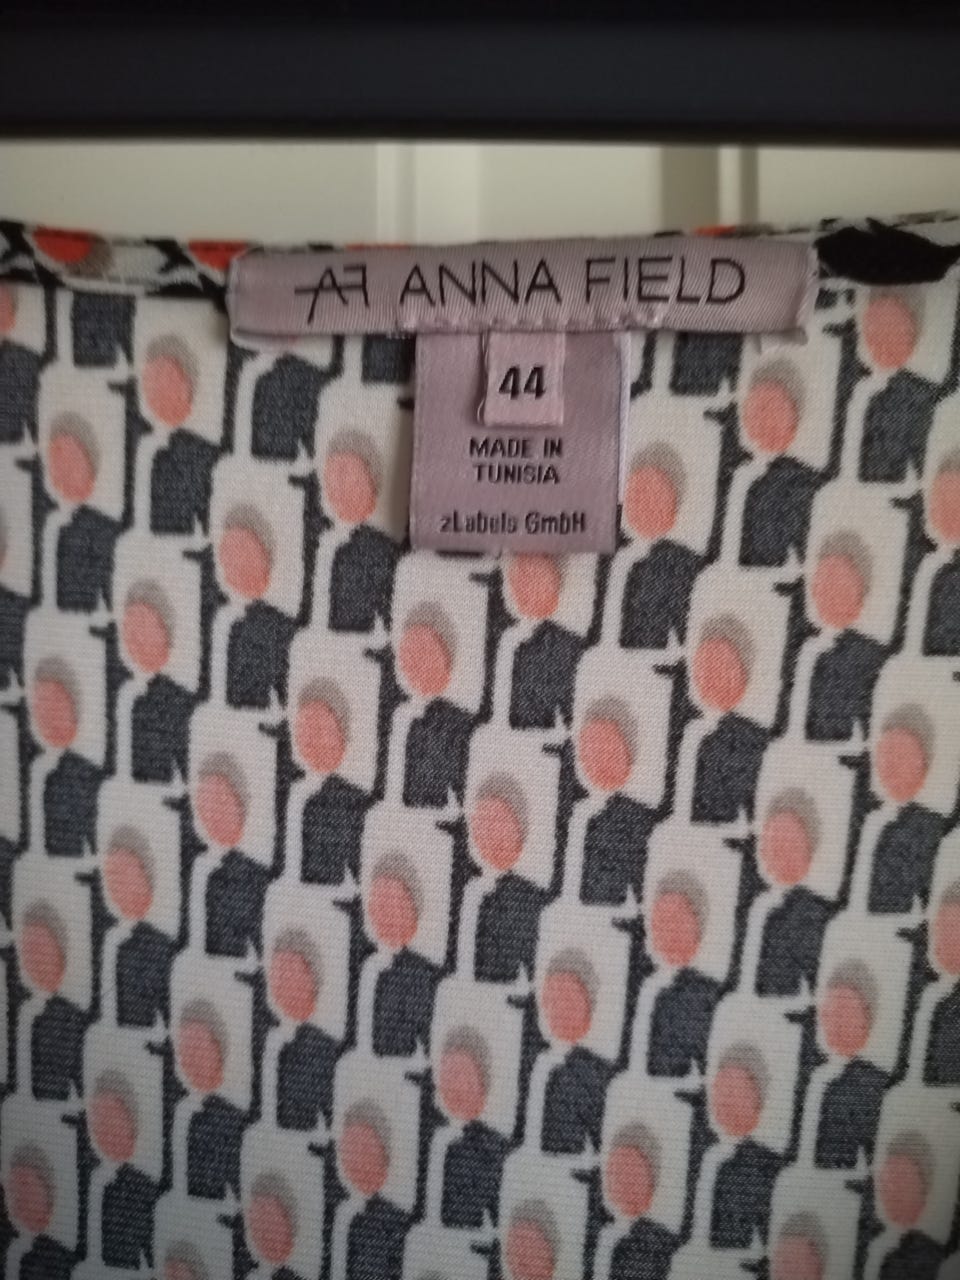 AF ANNA FIELD
44
MADE IN
TUNISIA
zLabels GmbH